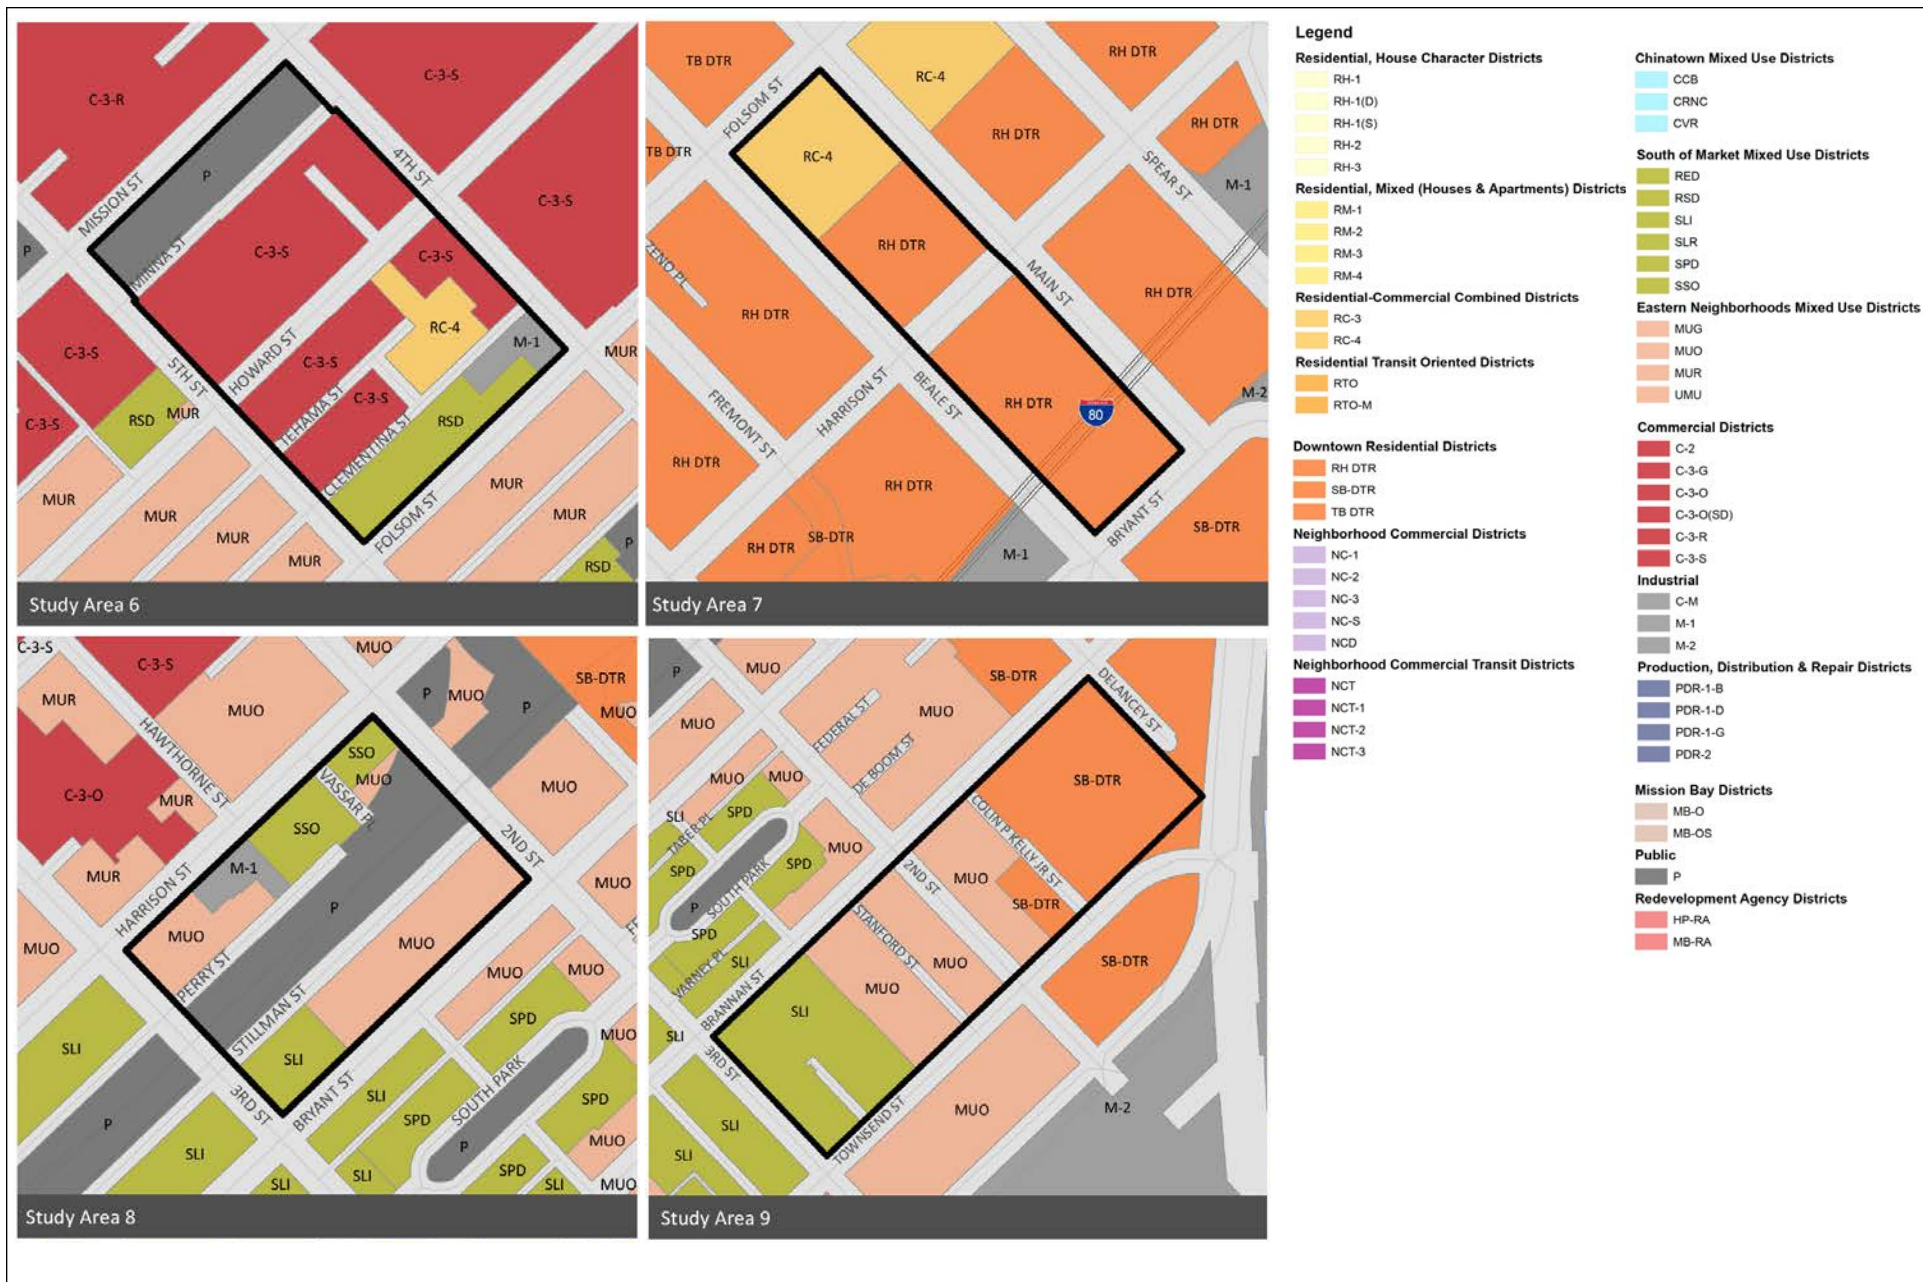 C-3-R
C-3-S
4TH ST
MISSION ST
P
C-3-S
P
MINNA ST
C-3-S
C-3-S
RC-4
M-1
MUR
C-3-S
5TH ST
HOWARD ST
C-3-S
C-3-S
C-3-S
RSD
MUR
TEHAMA ST
CLEMENTINA ST
RSD
MUR
MUR
MUR
MUR
MUR
FOLSOM ST
MUR
RSD
P
Study Area 6
TB DTR
FOLSOM ST
RC-4
RH DTR
TB DTR
RC-4
RH DTR
RH DTR
SPEAR ST
M-1
ZENO PL
RH DTR
MAIN ST
RH DTR
RH DTR
HARRISON ST
BEALE ST
RH DTR
80
M-2
FREMONT ST
RH DTR
RH DTR
BRYANT ST
SB-DTR
RH DTR
SB-DTR
M-1
Study Area 7
C-3-S
C-3-S
MUO
MUR
MUO
P
MUO
P
SB-DTR
MUO
HAWTHORNE ST
SSO
MUO
VASSAR PL
C-3-O
MUR
SSO
MUO
2ND ST
MUR
M-1
HARRISON ST
P
MUO
MUO
MUO
PERRY ST
MUO
MUO
MUO
STILLMAN ST
SPD
MUO
SLI
SLI
3RD ST
BRYANT ST
SLI
SPD
SOUTH PARK
SPD
P
SLI
P
MUO
SLI
SLI
SPD
SLI
MUO
Study Area 8
P
MUO
SB-DTR
DELANCEY ST
MUO
FEDERAL ST
MUO
DE BOOM ST
SB-DTR
MUO
MUO
SLI
TABER PL
SPD
COLIN P KELLY JR ST
SPD
SPD
MUO
2ND ST
MUO
SOUTH PARK
P
SB-DTR
SPD
STANFORD ST
VARNEY PL
SLI
MUO
SB-DTR
BRANNAN ST
MUO
SLI
SLI
3RD ST
MUO
M-2
SLI
TOWNSEND ST
SLI
Study Area 9
Legend
Residential, House Character Districts
RH-1
RH-1(D)
RH-1(S)
RH-2
RH-3
Residential, Mixed (Houses & Apartments) Districts
RM-1
RM-2
RM-3
RM-4
Residential-Commercial Combined Districts
RC-3
RC-4
Residential Transit Oriented Districts
RTO
RTO-M
Downtown Residential Districts
RH DTR
SB-DTR
TB DTR
Neighborhood Commercial Districts
NC-1
NC-2
NC-3
NC-S
NCD
Neighborhood Commercial Transit Districts
NCT
NCT-1
NCT-2
NCT-3
Chinatown Mixed Use Districts
CCB
CRNC
CVR
South of Market Mixed Use Districts
RED
RSD
SLI
SLR
SPD
SSO
Eastern Neighborhoods Mixed Use Districts
MUG
MUO
MUR
UMU
Commercial Districts
C-2
C-3-G
C-3-O
C-3-O(SD)
C-3-R
C-3-S
Industrial
C-M
M-1
M-2
Production, Distribution & Repair Districts
PDR-1-B
PDR-1-D
PDR-1-G
PDR-2
Mission Bay Districts
MB-O
MB-OS
Public
P
Redevelopment Agency Districts
HP-RA
MB-RA